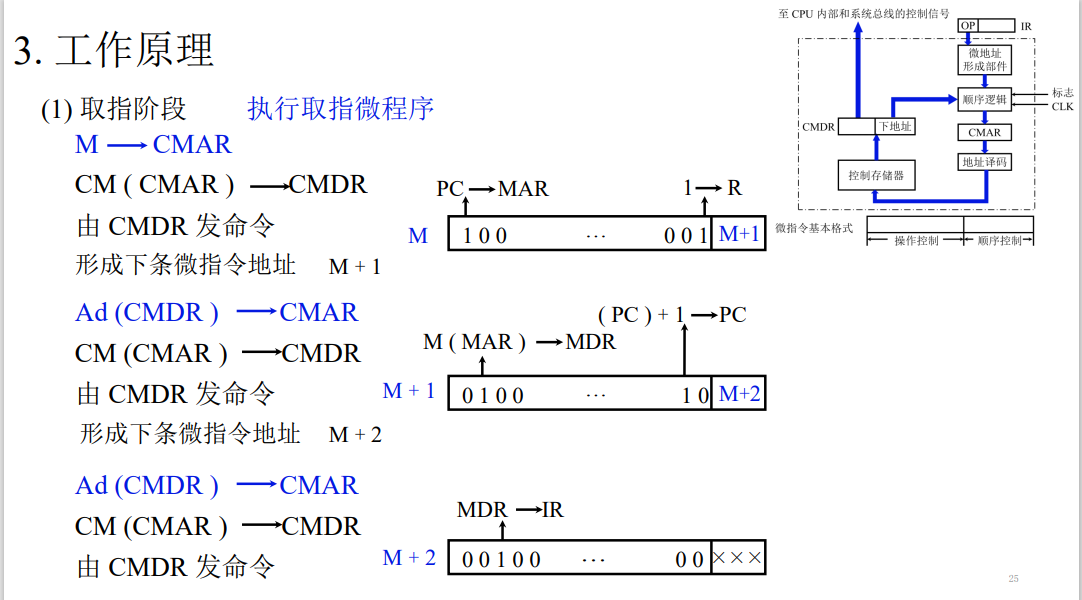 3. 工作原理
(1) 取指阶段 执行取指微程序
M → CMAR
CM ( CMAR ) → CMDR
由 CMDR 发命令
形成下条微指令地址 M + 1
PC → MAR 1 → R
M 1 0 0 … 0 0 1 M+1
Ad (CMDR ) → CMAR
CM (CMAR ) → CMDR
由 CMDR 发命令
形成下条微指令地址 M + 2
( PC ) + 1 → PC
M ( MAR ) → MDR
M + 1 0 1 0 0 … 1 0 M+2
Ad (CMDR ) → CMAR
CM (CMAR ) → CMDR
由 CMDR 发命令
MDR → IR
M + 2 0 0 1 0 0 … 0 0 ×××
至 CPU 内部和系统总线的控制信号
OP IR
微地址
形成部件
顺序逻辑
标志
CLK
CMDR 下地址
CMAR
地址译码
控制存储器
微指令基本格式
操作控制 顺序控制
25